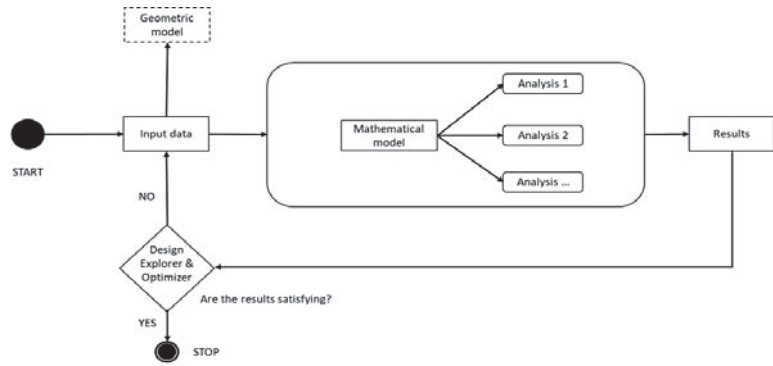 Geometric
model
START
Input data
Mathematical
model
Analysis 1
Analysis 2
Analysis ...
Results
NO
Design
Explorer &
Optimizer
Are the results satisfying?
YES
STOP